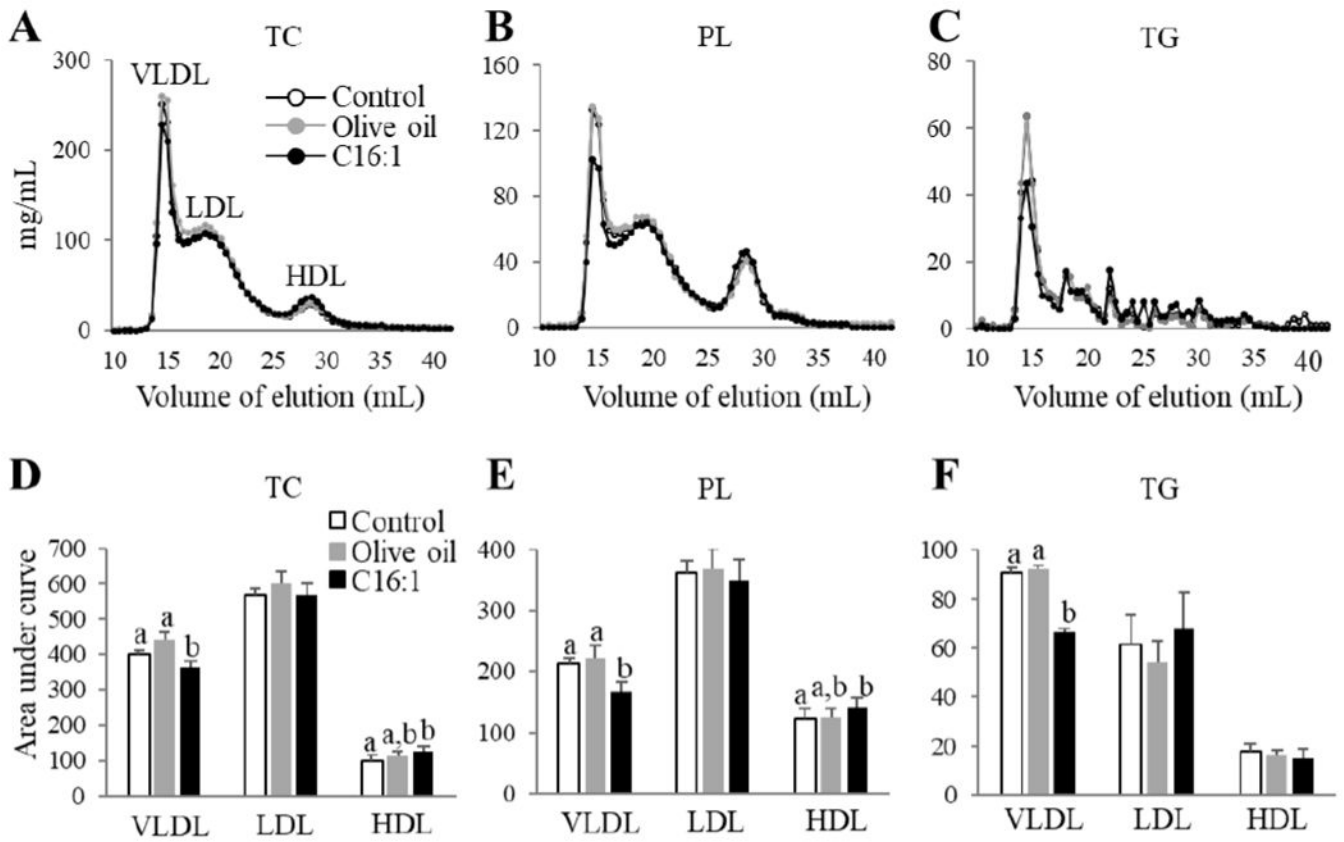 A
TC
300
200
100
0
mg/mL
VLDL
LDL
HDL
Control
Olive oil
C16:1
10 15 20 25 30 35 40
Volume of elution (mL)
B
PL
160
120
80
40
0
10 15 20 25 30 35 40
Volume of elution (mL)
C
TG
80
60
40
20
0
10 15 20 25 30 35 40
Volume of elution (mL)
D
TC
Control
Olive oil
C16:1
Area under curve
700
600
500
400
300
200
100
0
a a b
a a,b b
VLDL LDL HDL
E
PL
400
300
200
100
0
a a b
a a,b b
VLDL LDL HDL
F
TG
100
80
60
40
20
0
a a b
VLDL LDL HDL